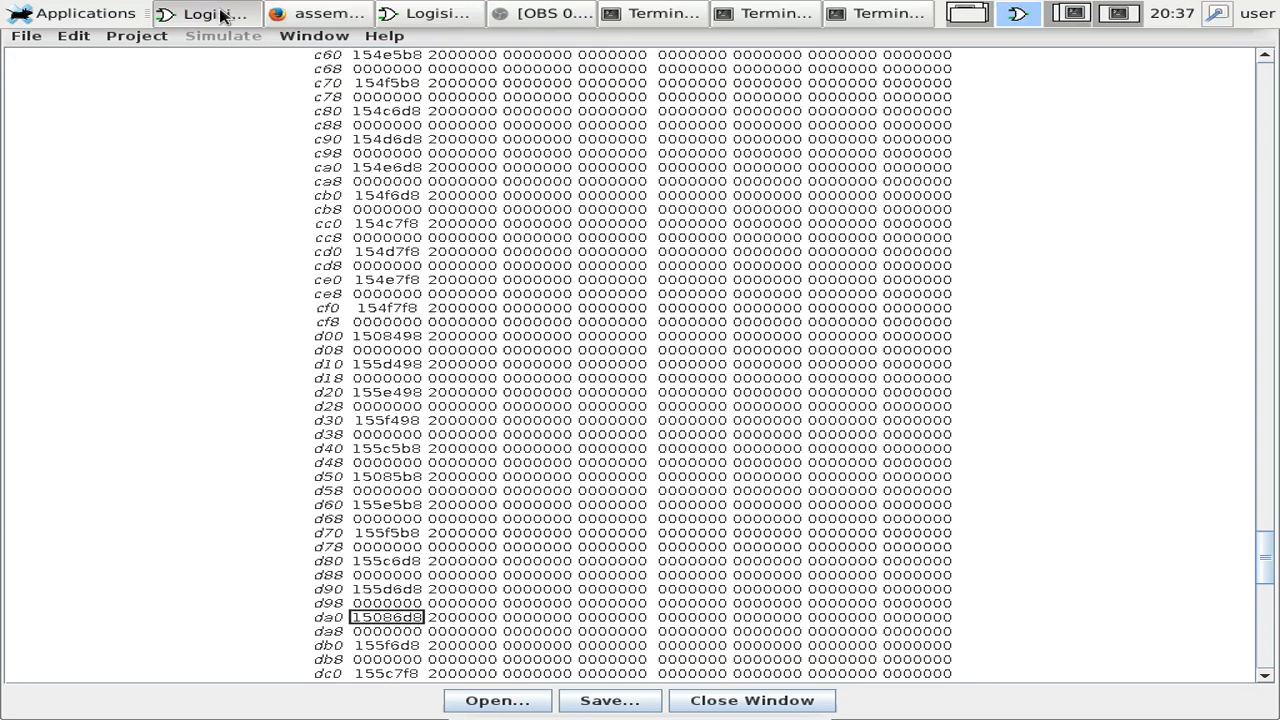 Applications Logisi... assem... Logisi... [OBS 0.... Termin... Termin... Termin... 20:37 user
File Edit Project Simulate Window Help
c60 154e5b8 2000000 0000000 0000000 0000000 0000000 0000000 0000000
c68 0000000 0000000 0000000 0000000 0000000 0000000 0000000 0000000
c70 154f5b8 2000000 0000000 0000000 0000000 0000000 0000000 0000000
c78 0000000 0000000 0000000 0000000 0000000 0000000 0000000 0000000
c80 154c6d8 2000000 0000000 0000000 0000000 0000000 0000000 0000000
c88 0000000 0000000 0000000 0000000 0000000 0000000 0000000 0000000
c90 154d6d8 2000000 0000000 0000000 0000000 0000000 0000000 0000000
c98 0000000 0000000 0000000 0000000 0000000 0000000 0000000 0000000
ca0 154e6d8 2000000 0000000 0000000 0000000 0000000 0000000 0000000
ca8 0000000 0000000 0000000 0000000 0000000 0000000 0000000 0000000
cb0 154f6d8 2000000 0000000 0000000 0000000 0000000 0000000 0000000
cb8 0000000 0000000 0000000 0000000 0000000 0000000 0000000 0000000
cc0 154c7f8 2000000 0000000 0000000 0000000 0000000 0000000 0000000
cc8 0000000 0000000 0000000 0000000 0000000 0000000 0000000 0000000
cd0 154d7f8 2000000 0000000 0000000 0000000 0000000 0000000 0000000
cd8 0000000 0000000 0000000 0000000 0000000 0000000 0000000 0000000
ce0 154e7f8 2000000 0000000 0000000 0000000 0000000 0000000 0000000
ce8 0000000 0000000 0000000 0000000 0000000 0000000 0000000 0000000
cf0 154f7f8 2000000 0000000 0000000 0000000 0000000 0000000 0000000
cf8 0000000 0000000 0000000 0000000 0000000 0000000 0000000 0000000
d00 1508498 2000000 0000000 0000000 0000000 0000000 0000000 0000000
d08 0000000 0000000 0000000 0000000 0000000 0000000 0000000 0000000
d10 155d498 2000000 0000000 0000000 0000000 0000000 0000000 0000000
d18 0000000 0000000 0000000 0000000 0000000 0000000 0000000 0000000
d20 155e498 2000000 0000000 0000000 0000000 0000000 0000000 0000000
d28 0000000 0000000 0000000 0000000 0000000 0000000 0000000 0000000
d30 155f498 2000000 0000000 0000000 0000000 0000000 0000000 0000000
d38 0000000 0000000 0000000 0000000 0000000 0000000 0000000 0000000
d40 155c5b8 2000000 0000000 0000000 0000000 0000000 0000000 0000000
d48 0000000 0000000 0000000 0000000 0000000 0000000 0000000 0000000
d50 15085b8 2000000 0000000 0000000 0000000 0000000 0000000 0000000
d58 0000000 0000000 0000000 0000000 0000000 0000000 0000000 0000000
d60 155e5b8 2000000 0000000 0000000 0000000 0000000 0000000 0000000
d68 0000000 0000000 0000000 0000000 0000000 0000000 0000000 0000000
d70 155f5b8 2000000 0000000 0000000 0000000 0000000 0000000 0000000
d78 0000000 0000000 0000000 0000000 0000000 0000000 0000000 0000000
d80 155c6d8 2000000 0000000 0000000 0000000 0000000 0000000 0000000
d88 0000000 0000000 0000000 0000000 0000000 0000000 0000000 0000000
d90 155d6d8 2000000 0000000 0000000 0000000 0000000 0000000 0000000
d98 0000000 0000000 0000000 0000000 0000000 0000000 0000000 0000000
da0 15086d8 2000000 0000000 0000000 0000000 0000000 0000000 0000000
da8 0000000 0000000 0000000 0000000 0000000 0000000 0000000 0000000
db0 155f6d8 2000000 0000000 0000000 0000000 0000000 0000000 0000000
db8 0000000 0000000 0000000 0000000 0000000 0000000 0000000 0000000
dc0 155c7f8 2000000 0000000 0000000 0000000 0000000 0000000 0000000
Open... Save... Close Window